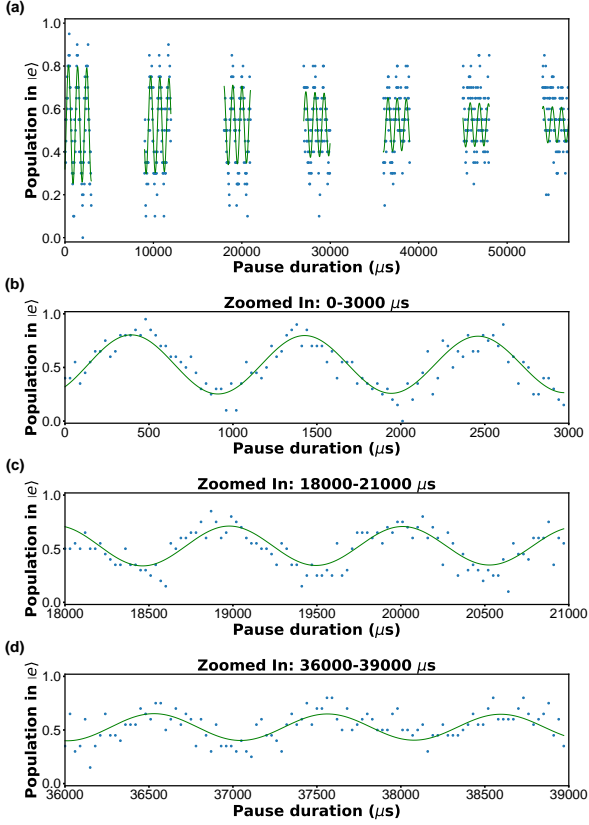 (a)
1.0
0.8
0.6
0.4
0.2
0.0
Population in |e⟩
0 10000 20000 30000 40000 50000
Pause duration (μs)
(b)
Zoomed In: 0-3000 μs
1.0
0.5
0.0
Population in |e⟩
0 500 1000 1500 2000 2500 3000
Pause duration (μs)
(c)
Zoomed In: 18000-21000 μs
1.0
0.5
0.0
Population in |e⟩
18000 18500 19000 19500 20000 20500 21000
Pause duration (μs)
(d)
Zoomed In: 36000-39000 μs
1.0
0.5
0.0
Population in |e⟩
36000 36500 37000 37500 38000 38500 39000
Pause duration (μs)